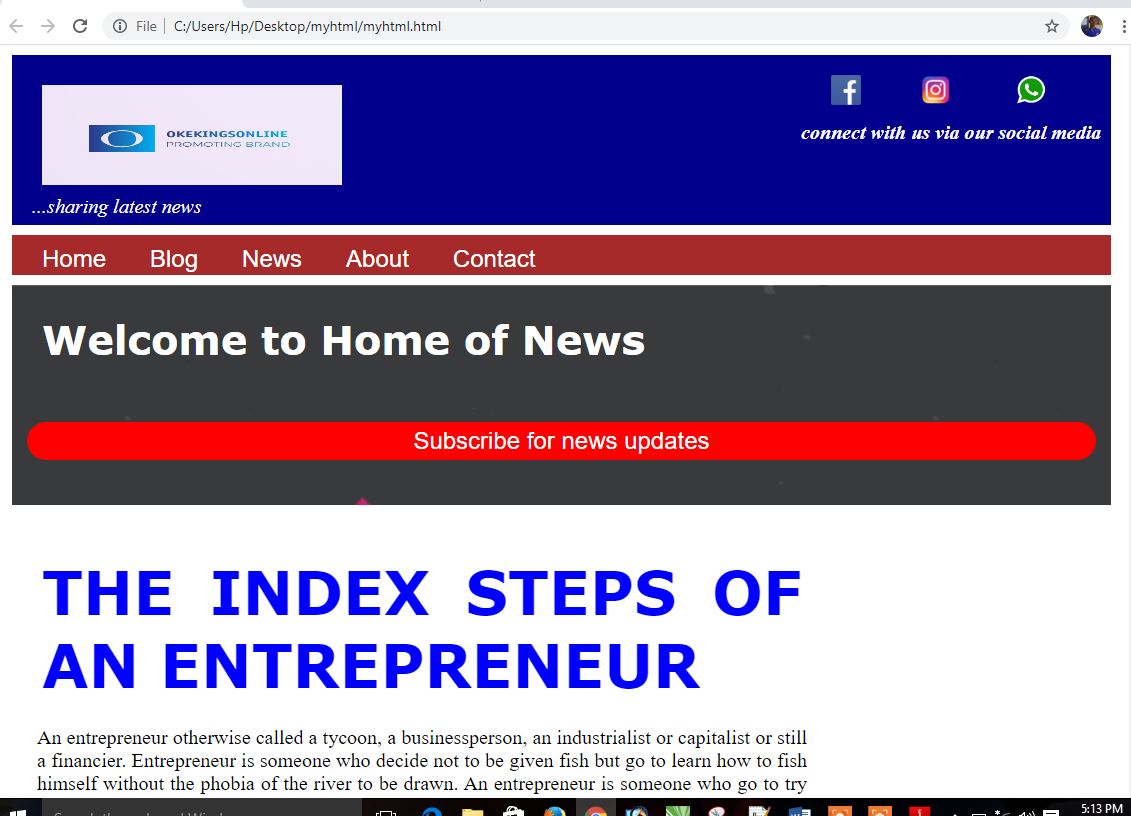 File
C:/Users/Hp/Desktop/myhtml/myhtml.html
OKEKINGSONLINE
PROMOTING BRAND
connect with us via our social media
...sharing latest news
Home Blog News About Contact
Welcome to Home of News
Subscribe for news updates
THE INDEX STEPS OF
AN ENTREPRENEUR
An entrepreneur otherwise called a tycoon, a businessperson, an industrialist or capitalist or still
a financier. Entrepreneur is someone who decide not to be given fish but go to learn how to fish
himself without the phobia of the river to be drawn. An entrepreneur is someone who go to try
5:13 PM